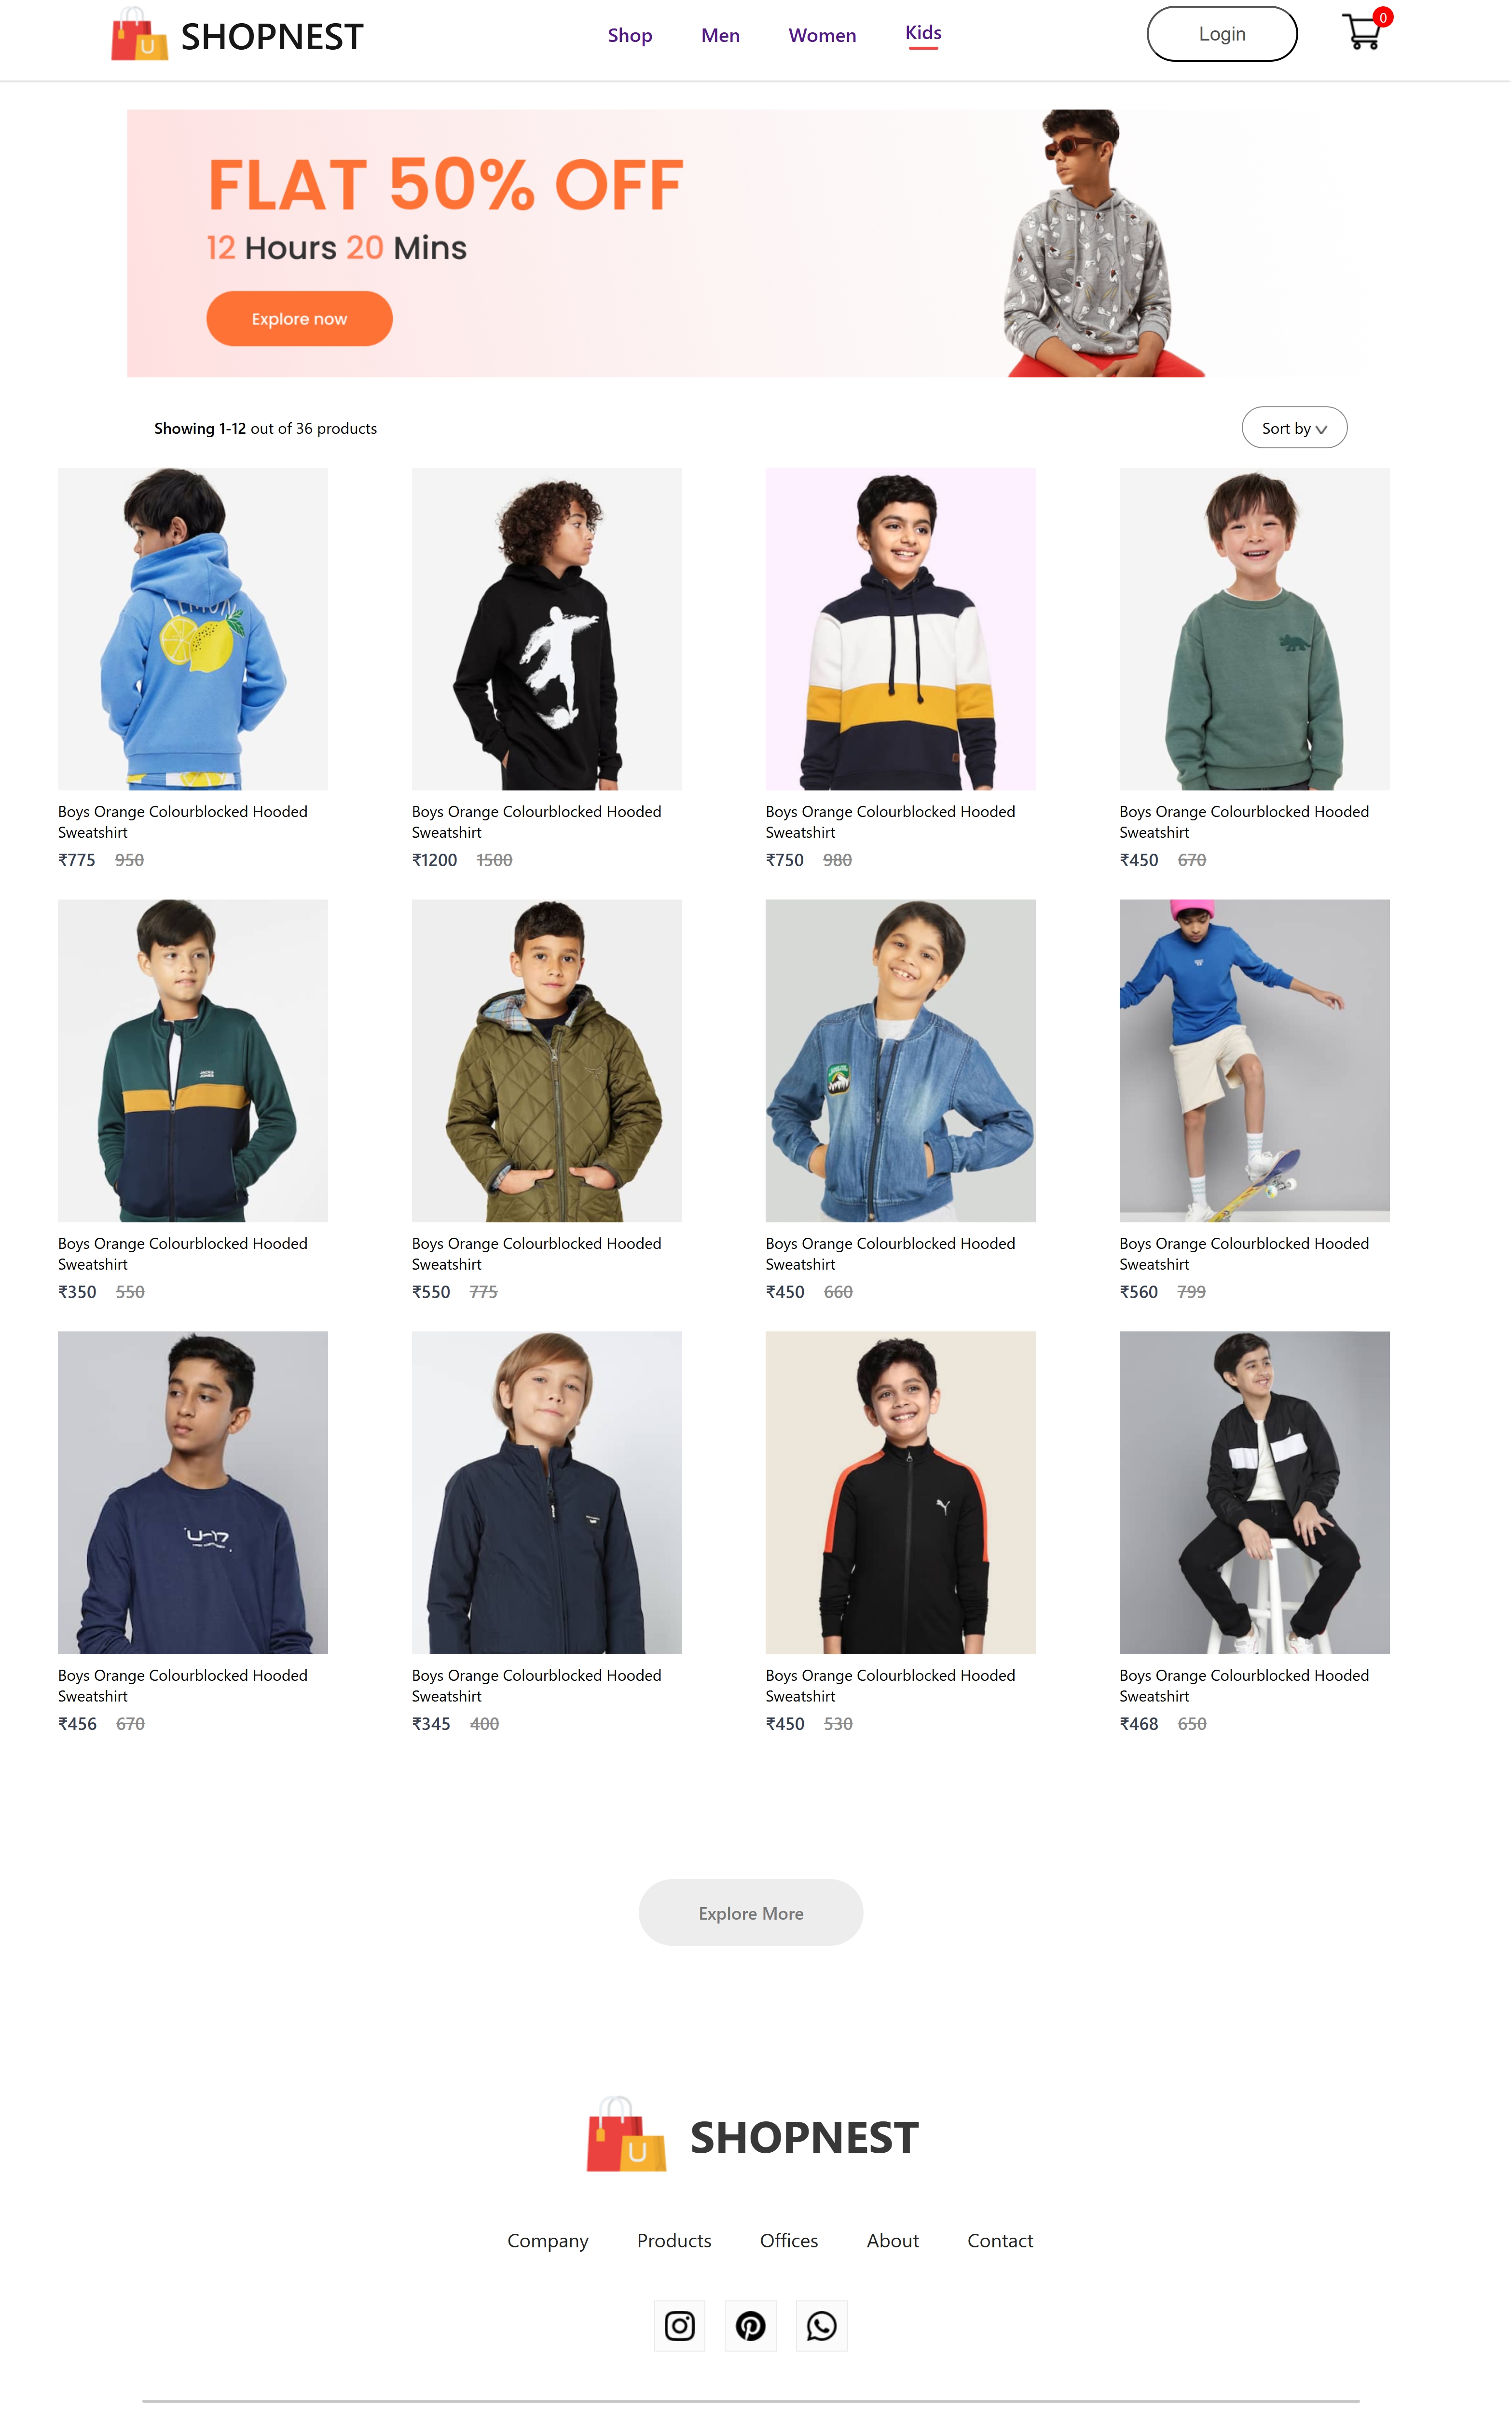 SHOPNEST
Shop Men Women Kids
Login
0
FLAT 50% OFF
12 Hours 20 Mins
Explore now
Showing 1-12 out of 36 products
Sort by
LEMON
Boys Orange Colourblocked Hooded
Sweatshirt
₹775 950
Boys Orange Colourblocked Hooded
Sweatshirt
₹1200 1500
Boys Orange Colourblocked Hooded
Sweatshirt
₹750 980
Boys Orange Colourblocked Hooded
Sweatshirt
₹450 670
Boys Orange Colourblocked Hooded
Sweatshirt
₹350 550
Boys Orange Colourblocked Hooded
Sweatshirt
₹550 775
Boys Orange Colourblocked Hooded
Sweatshirt
₹450 660
Boys Orange Colourblocked Hooded
Sweatshirt
₹560 799
U-17
Boys Orange Colourblocked Hooded
Sweatshirt
₹456 670
Boys Orange Colourblocked Hooded
Sweatshirt
₹345 400
Boys Orange Colourblocked Hooded
Sweatshirt
₹450 530
Boys Orange Colourblocked Hooded
Sweatshirt
₹468 650
Explore More
U
SHOPNEST
Company Products Offices About Contact